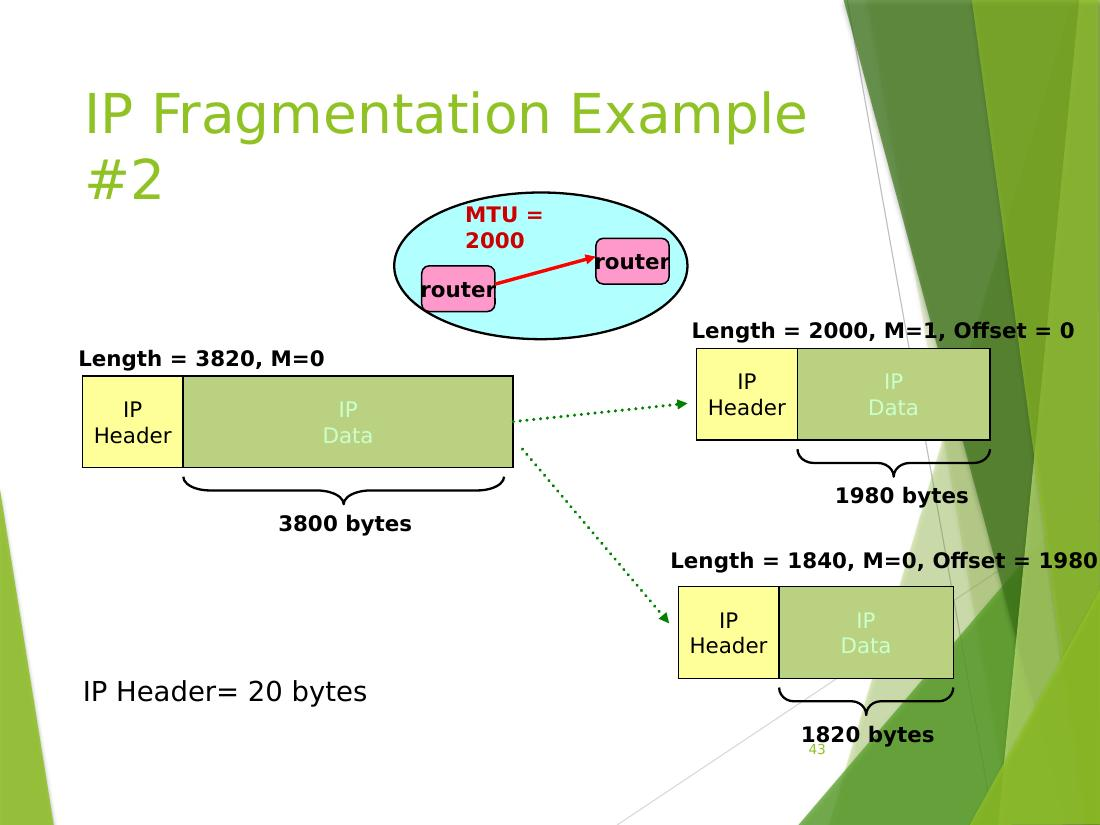 IP Fragmentation Example
#2
MTU =
2000
router
router
Length = 2000, M=1, Offset = 0
Length = 3820, M=0
IP
Header
IP
Data
IP
Header
IP
Data
1980 bytes
3800 bytes
Length = 1840, M=0, Offset = 1980
IP
Header
IP
Data
IP Header= 20 bytes
1820 bytes
43